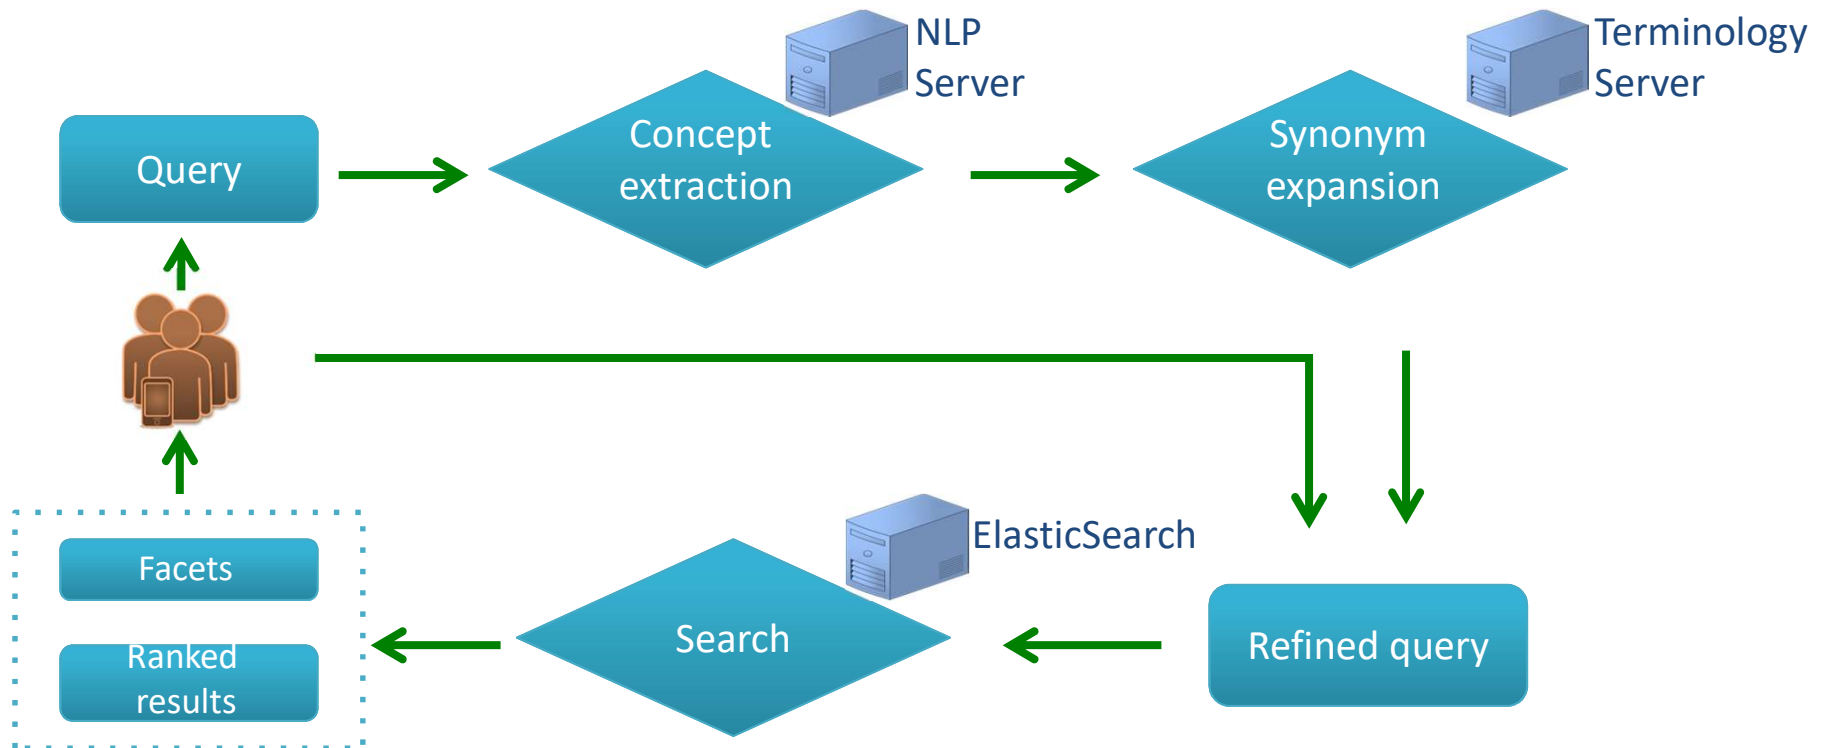 NLP
Server
Terminology
Server
Query
Concept
extraction
Synonym
expansion
ElasticSearch
Facets
Ranked
results
Search
Refined query